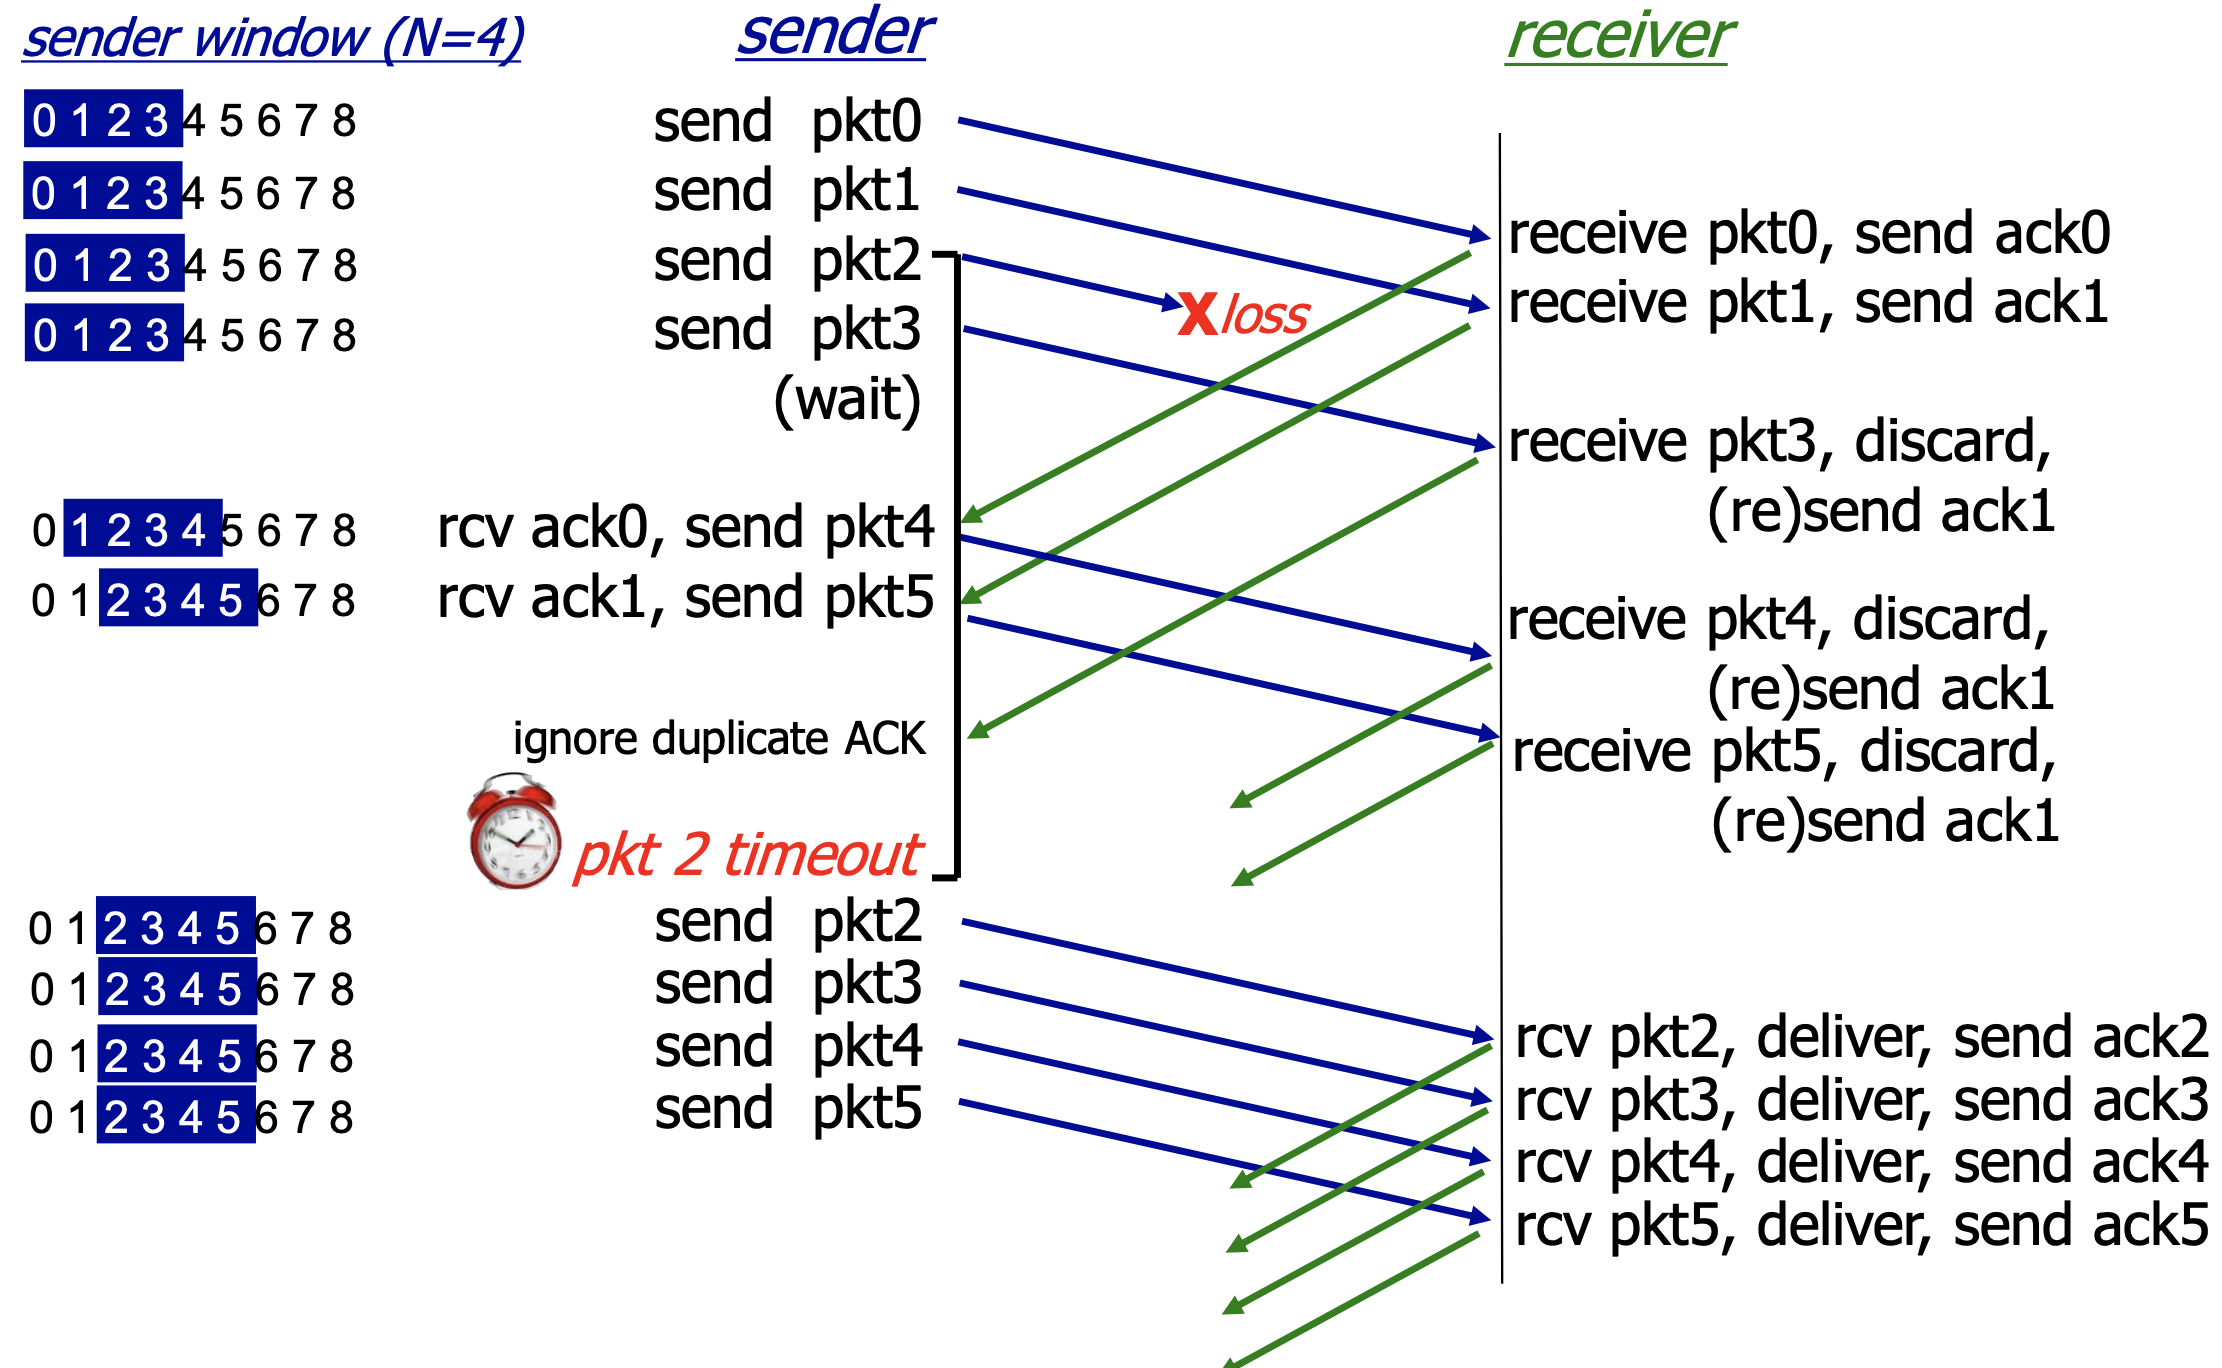 sender window (N=4) sender receiver
0 1 2 3 4 5 6 7 8 send pkt0
0 1 2 3 4 5 6 7 8 send pkt1
receive pkt0, send ack0
0 1 2 3 4 5 6 7 8 send pkt2
X loss
receive pkt1, send ack1
0 1 2 3 4 5 6 7 8 send pkt3
(wait)
receive pkt3, discard,
(re)send ack1
0 1 2 3 4 5 6 7 8 rcv ack0, send pkt4
0 1 2 3 4 5 6 7 8 rcv ack1, send pkt5
receive pkt4, discard,
(re)send ack1
ignore duplicate ACK
receive pkt5, discard,
(re)send ack1
pkt 2 timeout
0 1 2 3 4 5 6 7 8 send pkt2
0 1 2 3 4 5 6 7 8 send pkt3
0 1 2 3 4 5 6 7 8 send pkt4
0 1 2 3 4 5 6 7 8 send pkt5
rcv pkt2, deliver, send ack2
rcv pkt3, deliver, send ack3
rcv pkt4, deliver, send ack4
rcv pkt5, deliver, send ack5